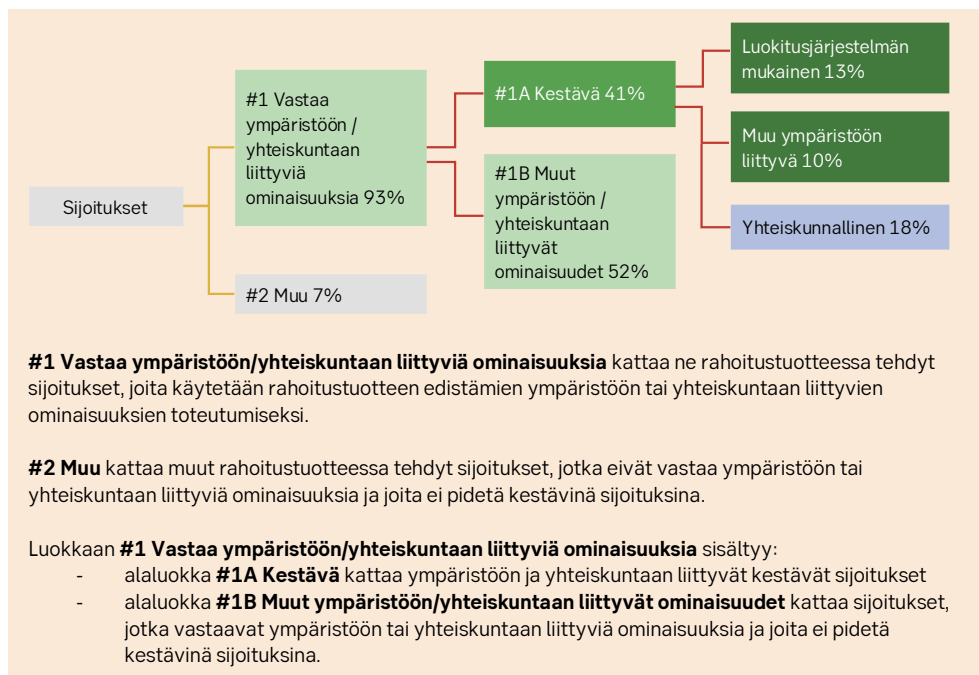 Sijoitukset
#1 Vastaa
ympäristöön /
yhteiskuntaan
liittyviä
ominaisuuksia 93%
#2 Muu 7%
#1A Kestävä 41%
#1B Muut
ympäristöön /
yhteiskuntaan
liittyvät
ominaisuudet 52%
Luokitusjärjestelmän
mukainen 13%
Muu ympäristöön
liittyvä 10%
Yhteiskunnallinen 18%
#1 Vastaa ympäristöön/yhteiskuntaan liittyviä ominaisuuksia kattaa ne rahoitustuotteessa tehdyt
sijoitukset, joita käytetään rahoitustuotteen edistämien ympäristöön tai yhteiskuntaan liittyvien
ominaisuuksien toteutumiseksi.
#2 Muu kattaa muut rahoitustuotteessa tehdyt sijoitukset, jotka eivät vastaa ympäristöön tai
yhteiskuntaan liittyviä ominaisuuksia ja joita ei pidetä kestävinä sijoituksina.
Luokkaan #1 Vastaa ympäristöön/yhteiskuntaan liittyviä ominaisuuksia sisältyy:
- alaluokka #1A Kestävä kattaa ympäristöön ja yhteiskuntaan liittyvät kestävät sijoitukset
- alaluokka #1B Muut ympäristöön/yhteiskuntaan liittyvät ominaisuudet kattaa sijoitukset,
jotka vastaavat ympäristöön tai yhteiskuntaan liittyviä ominaisuuksia ja joita ei pidetä
kestävinä sijoituksina.